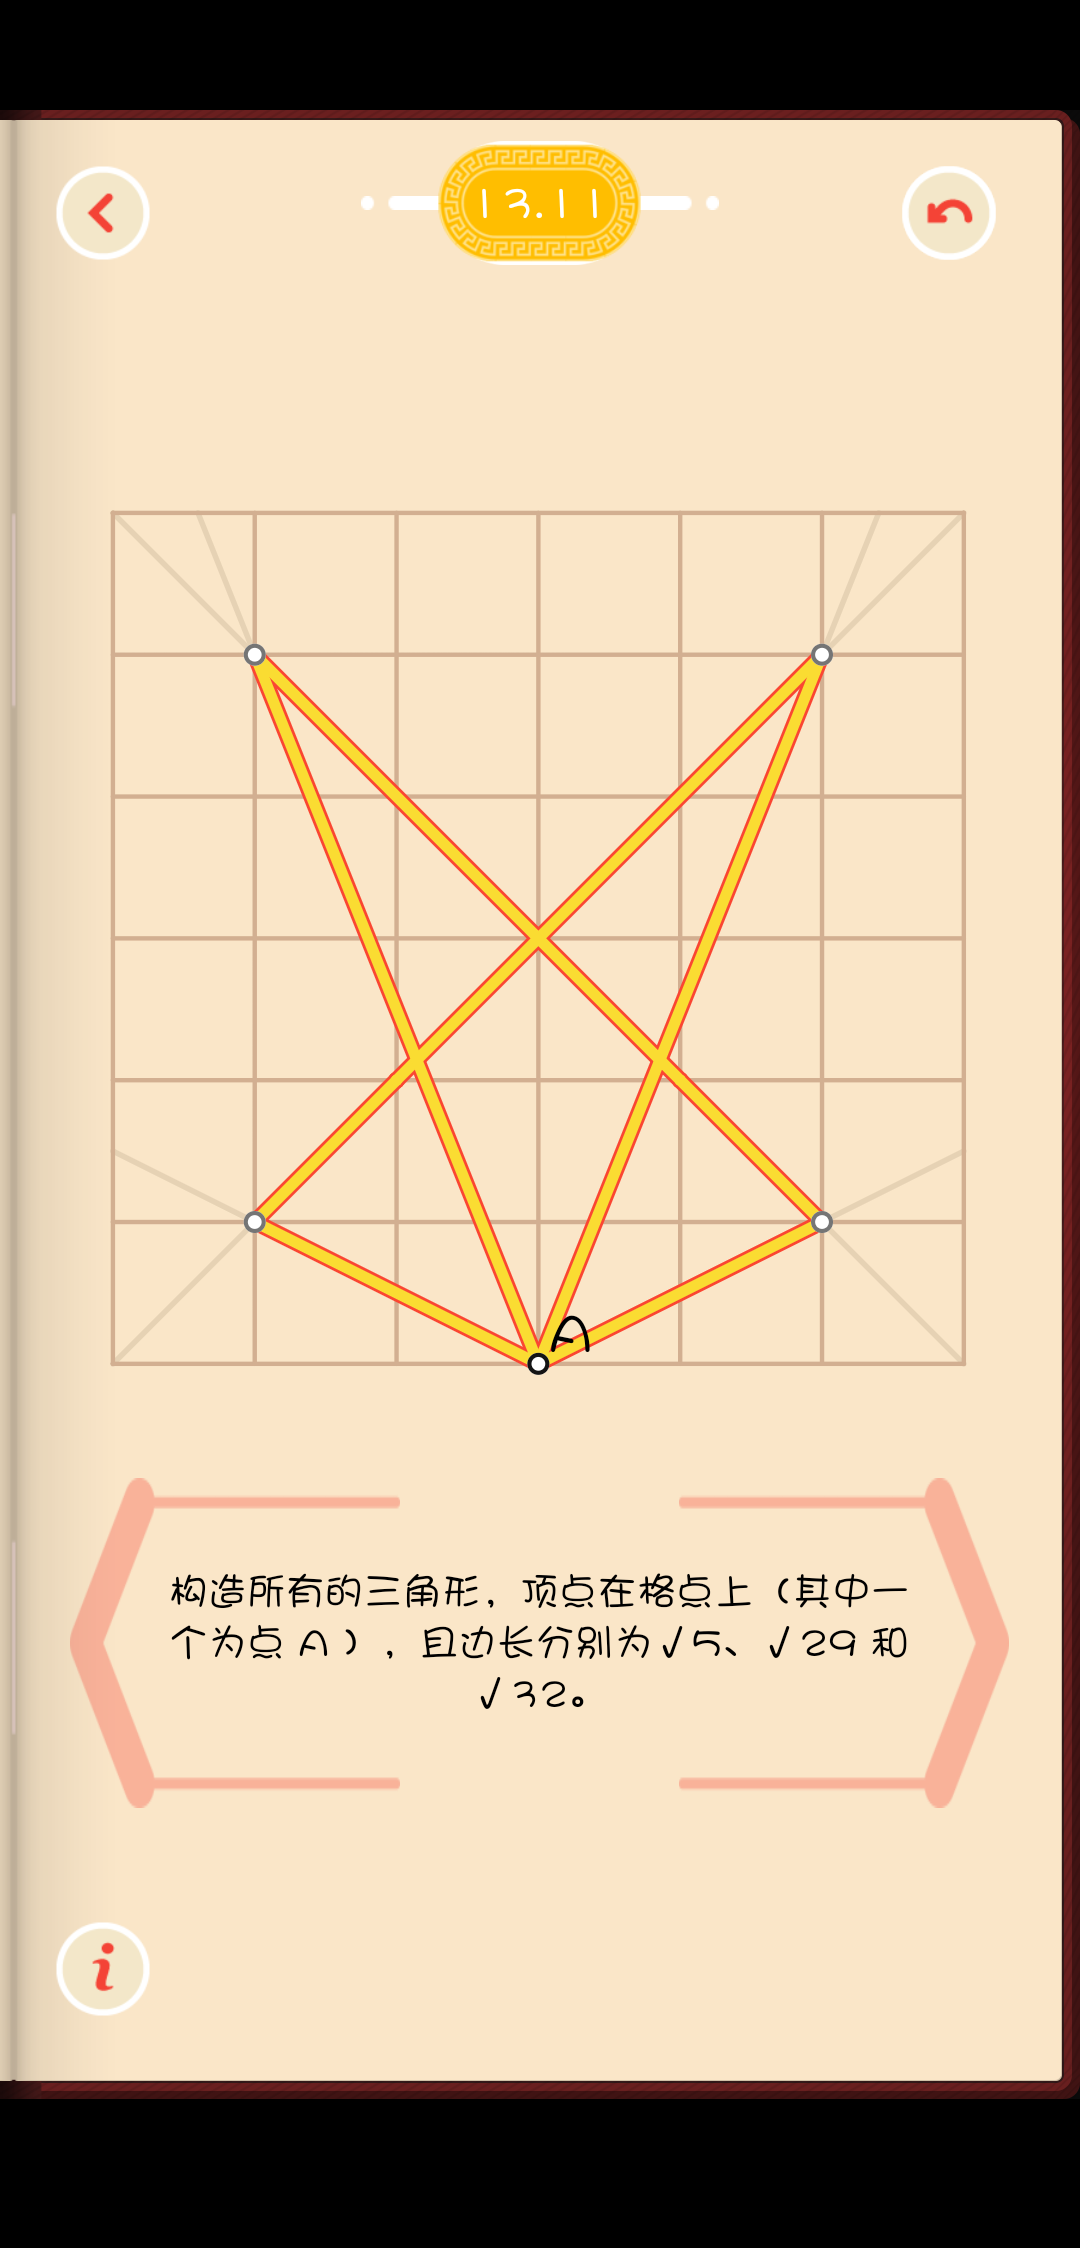 13.11
A
构造所有的三角形，顶点在格点上（其中一
个为点 A），且边长分别为√5、√29 和
√32。
i